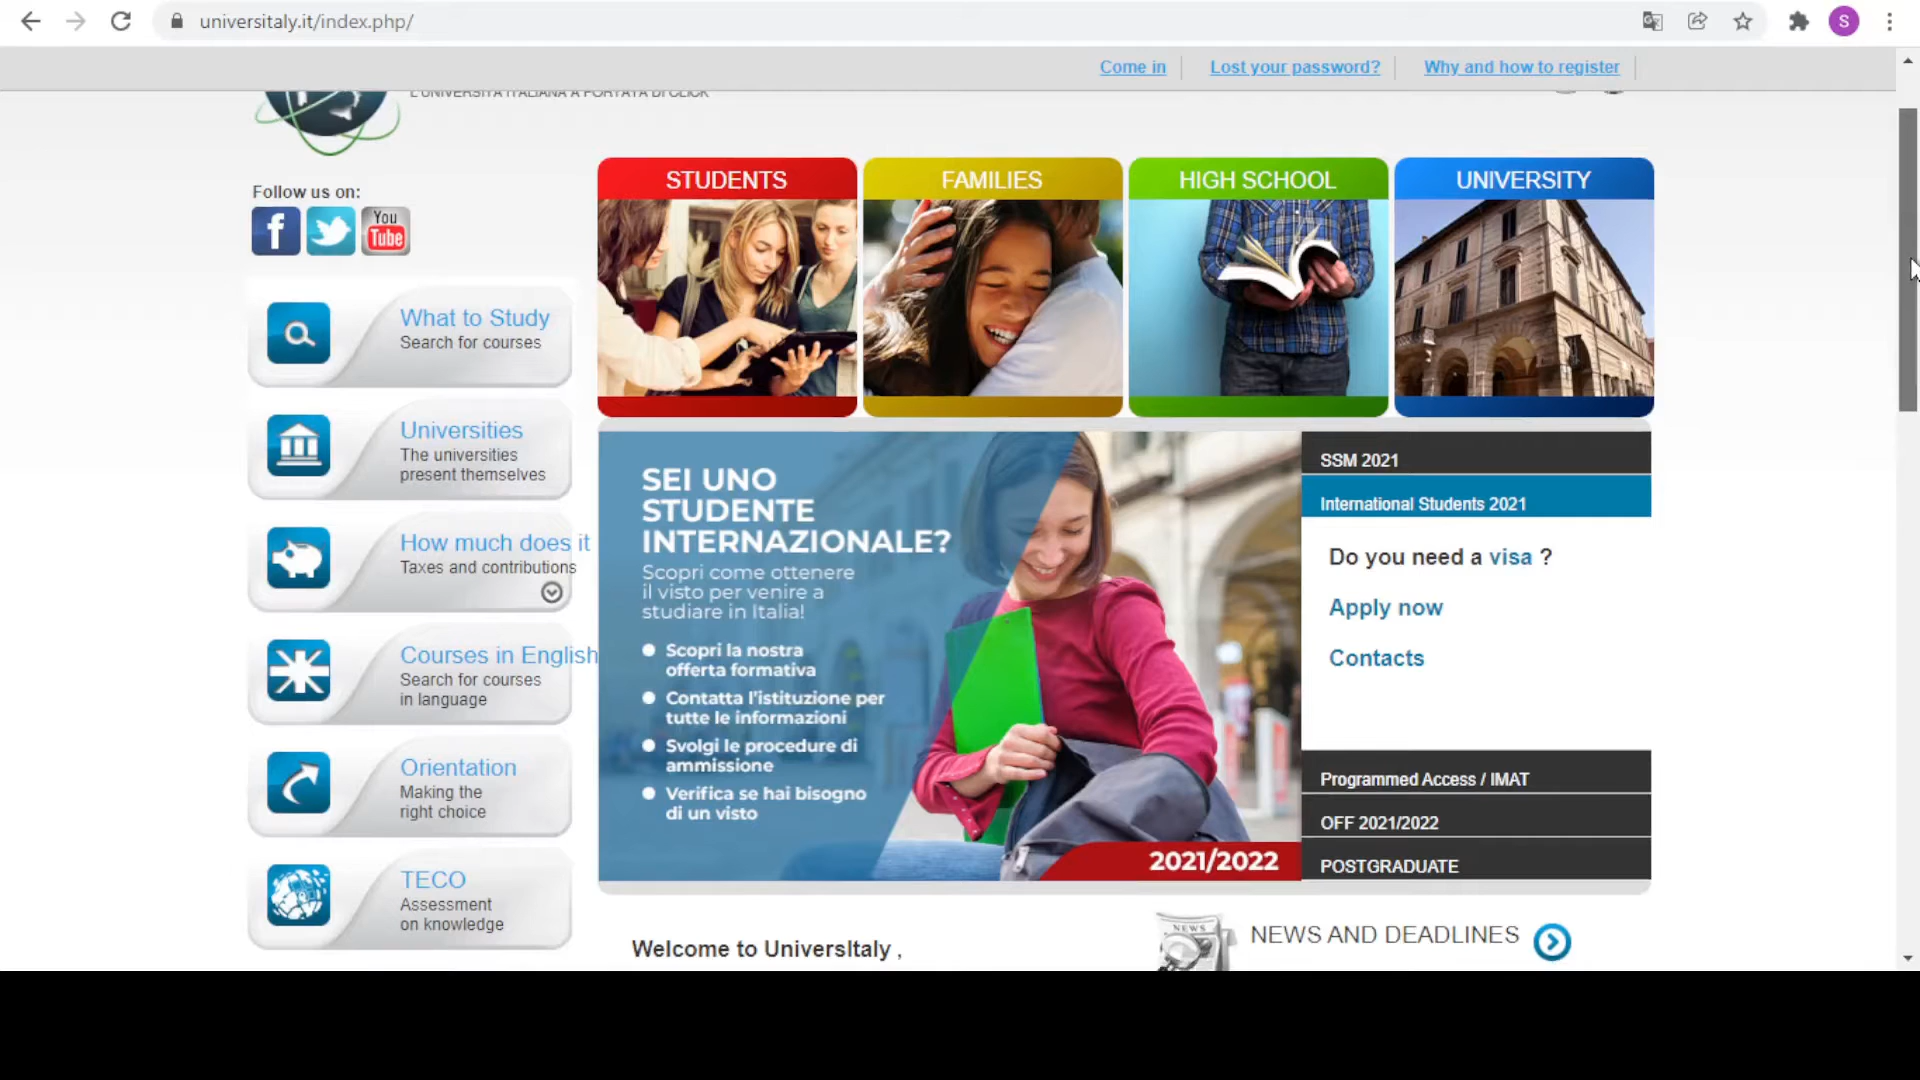 universitaly.it/index.php/
S
Come in
Lost your password?
Why and how to register
L'UNIVERSITÀ ITALIANA A PORTATA DI CLICK
Follow us on:
f
You
Tube
What to Study
Search for courses
Universities
The universities
present themselves
How much does it
Taxes and contributions
Courses in English
Search for courses
in language
Orientation
Making the
right choice
TECO
Assessment
on knowledge
STUDENTS
FAMILIES
HIGH SCHOOL
UNIVERSITY
SEI UNO
STUDENTE
INTERNAZIONALE?
Scopri come ottenere
il visto per venire a
studiare in Italia!
Scopri la nostra
offerta formativa
Contatta l'istituzione per
tutte le informazioni
Svolgi le procedure di
ammissione
Verifica se hai bisogno
di un visto
2021/2022
SSM 2021
International Students 2021
Do you need a visa ?
Apply now
Contacts
Programmed Access / IMAT
OFF 2021/2022
POSTGRADUATE
Welcome to UniversItaly ,
NEWS
NEWS AND DEADLINES